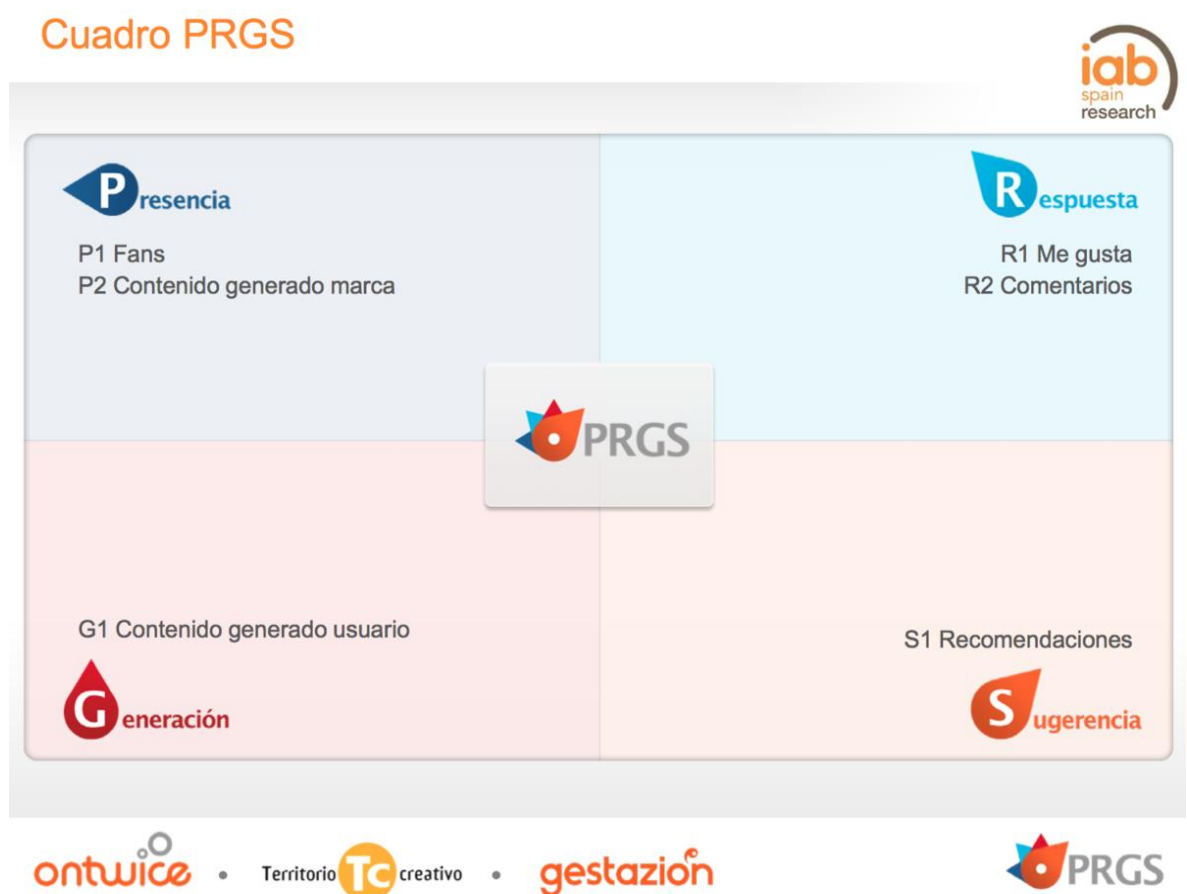 Cuadro PRGS
iab
spain
research
Presencia
P1 Fans
P2 Contenido generado marca
Respuesta
R1 Me gusta
R2 Comentarios
PRGS
G1 Contenido generado usuario
Generación
S1 Recomendaciones
Sugerencia
ontwice • Territorio Tc creativo • gestazion PRGS